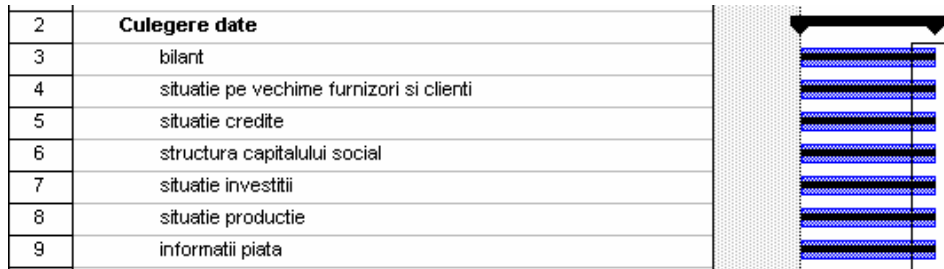 2 Culegere date
3 bilant
4 situatie pe vechime furnizori si clienti
5 situatie credite
6 structura capitalului social
7 situatie investitii
8 situatie productie
9 informatii piata